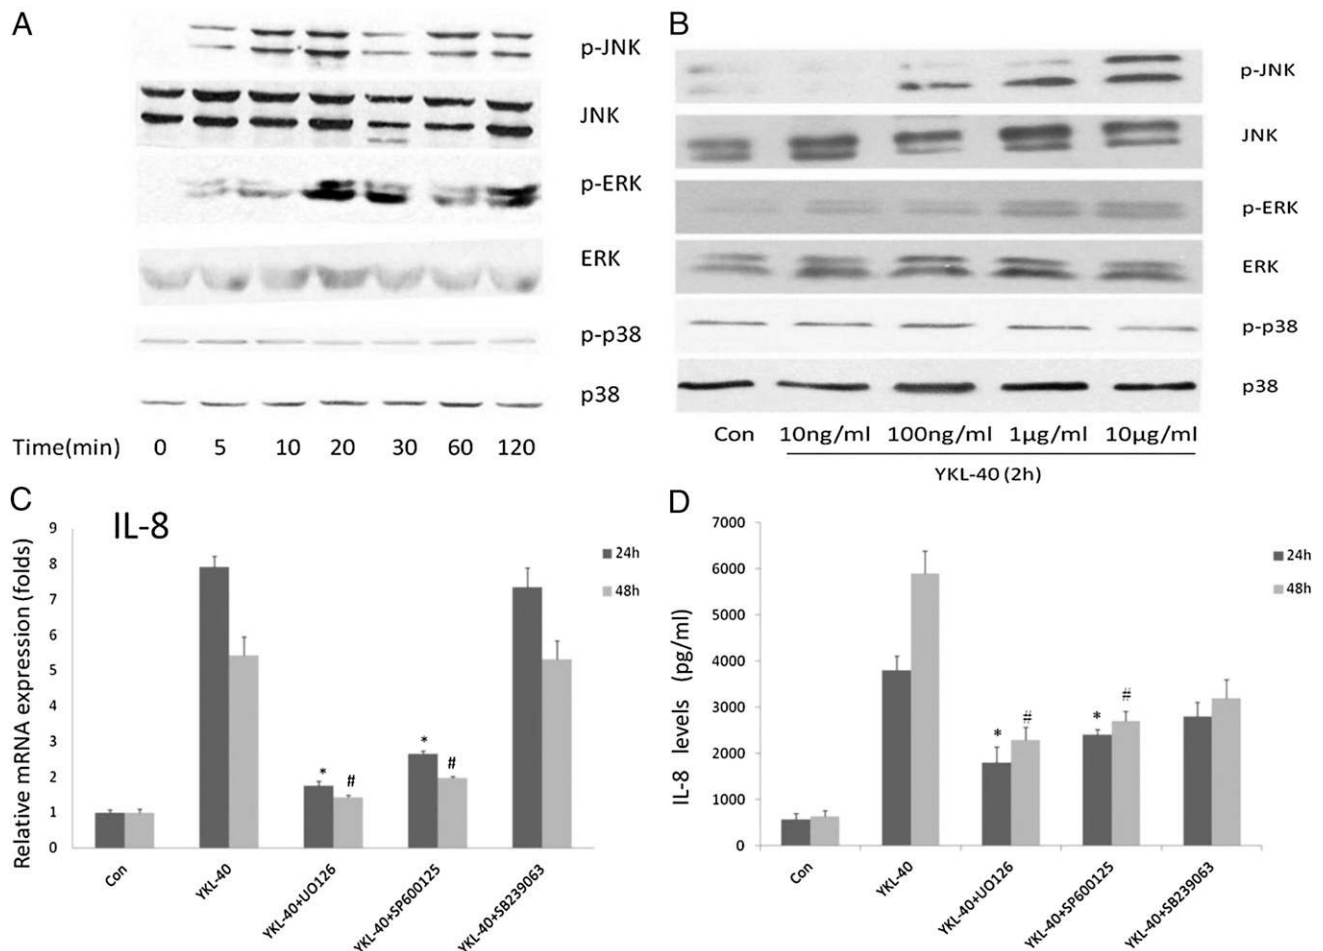 A
p-JNK
JNK
p-ERK
ERK
p-p38
p38
Time(min) 0 5 10 20 30 60 120
B
p-JNK
JNK
p-ERK
ERK
p-p38
p38
Con 10ng/ml 100ng/ml 1μg/ml 10μg/ml
YKL-40 (2h)
C
IL-8
Relative mRNA expression (folds)
9
8
7
6
5
4
3
2
1
0
24h
48h
*
#
*
#
Con
YKL-40
YKL-40+UO126
YKL-40+SP600125
YKL-40+SB239063
D
IL-8 levels (pg/ml)
7000
6000
5000
4000
3000
2000
1000
0
24h
48h
*
#
*
#
Con
YKL-40
YKL-40+UO126
YKL-40+SP600125
YKL-40+SB239063